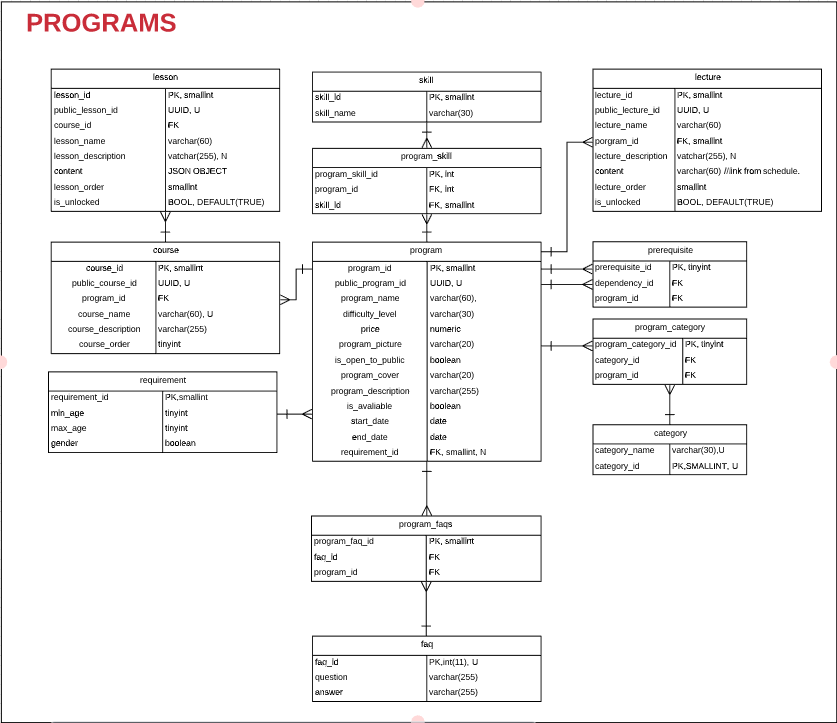 PROGRAMS
lesson
lesson_id PK, smallint
public_lesson_id UUID, U
course_id FK
lesson_name varchar(60)
lesson_description vatchar(255), N
content JSON OBJECT
lesson_order smallint
is_unlocked BOOL, DEFAULT(TRUE)
skill
skill_id PK, smallint
skill_name varchar(30)
program_skill
program_skill_id PK, int
program_id FK, int
skill_id FK, smallint
lecture
lecture_id PK, smallint
public_lecture_id UUID, U
lecture_name varchar(60)
porgram_id FK, smallint
lecture_description vatchar(255), N
content varchar(60) //link from schedule.
lecture_order smallint
is_unlocked BOOL, DEFAULT(TRUE)
course
course_id PK, smallint
public_course_id UUID, U
program_id FK
course_name varchar(60), U
course_description varchar(255)
course_order tinyint
program
program_id PK, smallint
public_program_id UUID, U
program_name varchar(60),
difficulty_level varchar(30)
price numeric
program_picture varchar(20)
is_open_to_public boolean
program_cover varchar(20)
program_description varchar(255)
is_avaliable boolean
start_date date
end_date date
requirement_id FK, smallint, N
prerequisite
prerequisite_id PK, tinyint
dependency_id FK
program_id FK
program_category
program_category_id PK, tinyint
category_id FK
program_id FK
requirement
requirement_id PK,smallint
min_age tinyint
max_age tinyint
gender boolean
category
category_name varchar(30),U
category_id PK,SMALLINT, U
program_faqs
program_faq_id PK, smallint
faq_id FK
program_id FK
faq
faq_id PK,int(11), U
question varchar(255)
answer varchar(255)